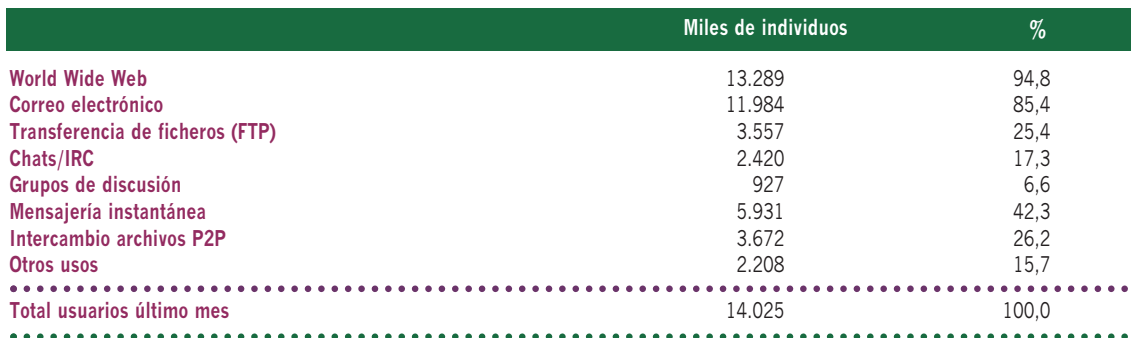 Miles de individuos %
World Wide Web 13.289 94,8
Correo electrónico 11.984 85,4
Transferencia de ficheros (FTP) 3.557 25,4
Chats/IRC 2.420 17,3
Grupos de discusión 927 6,6
Mensajería instantánea 5.931 42,3
Intercambio archivos P2P 3.672 26,2
Otros usos 2.208 15,7
Total usuarios último mes 14.025 100,0